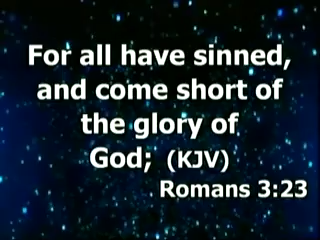 For all have sinned,
and come short of
the glory of
God; (KJV)
Romans 3:23